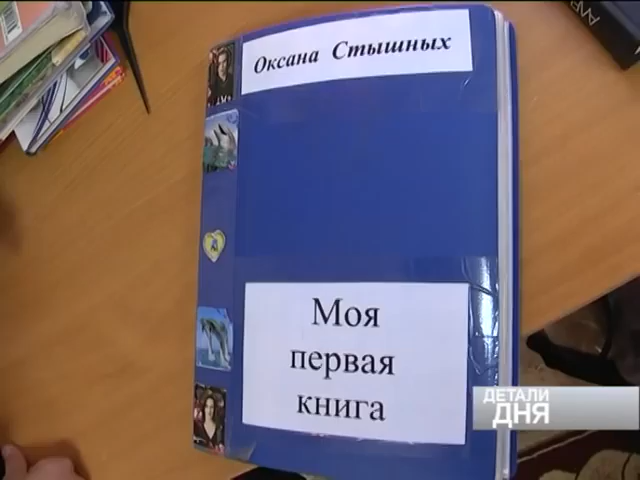 Оксана Стышных
Моя
первая
книга
ДЕТАЛИ
ДНЯ